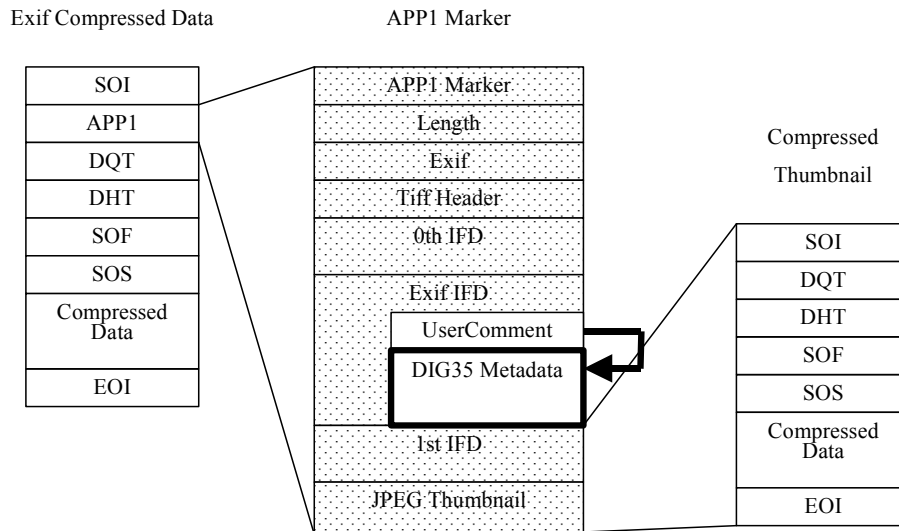 Exif Compressed Data
SOI
APP1
DQT
DHT
SOF
SOS
Compressed
Data
EOI
APP1 Marker
APP1 Marker
Length
Exif
Tiff Header
0th IFD
Exif IFD
UserComment
DIG35 Metadata
1st IFD
JPEG Thumbnail
Compressed
Thumbnail
SOI
DQT
DHT
SOF
SOS
Compressed
Data
EOI